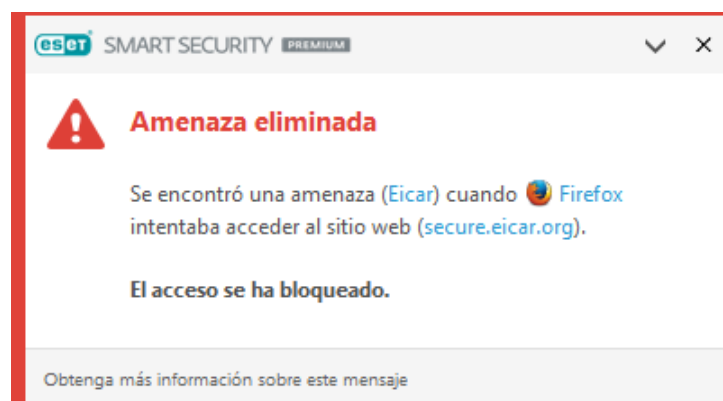 eset SMART SECURITY PREMIUM
Amenaza eliminada
Se encontró una amenaza (Eicar) cuando Firefox
intentaba acceder al sitio web (secure.eicar.org).
El acceso se ha bloqueado.
Obtenga más información sobre este mensaje